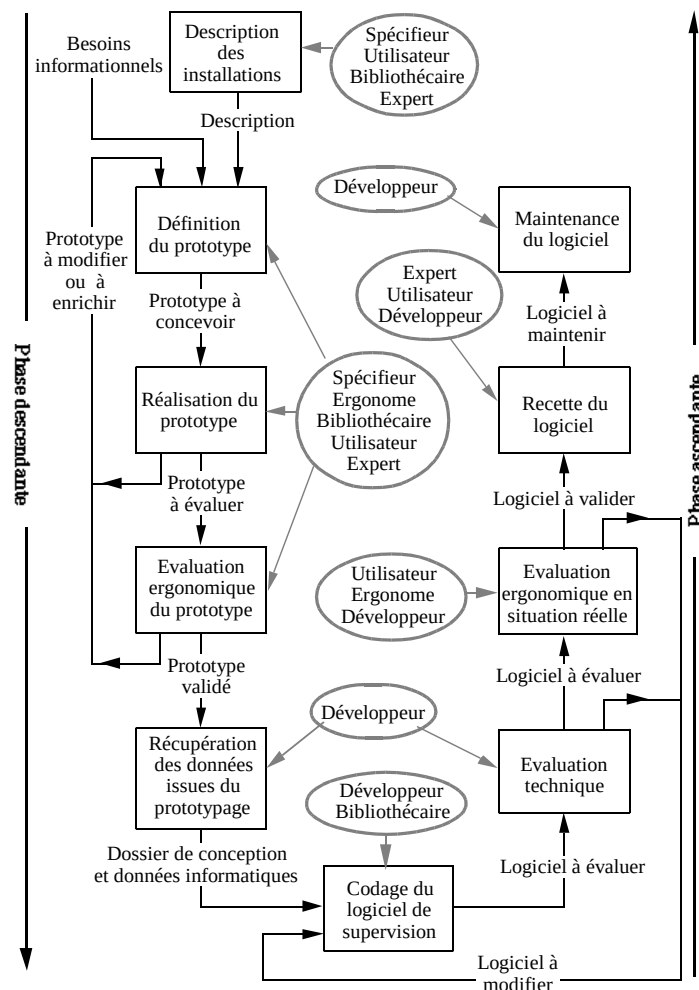 Besoins
informationnels
Description
des
installations
Spécifieur
Utilisateur
Bibliothécaire
Expert
Description
Définition
du prototype
Prototype
à modifier
ou à
enrichir
Prototype à
concevoir
Réalisation du
prototype
Spécifieur
Ergonome
Bibliothécaire
Utilisateur
Expert
Prototype
à évaluer
Evaluation
ergonomique
du prototype
Prototype
validé
Récupération
des données
issues du
prototypage
Dossier de conception
et données informatiques
Développeur
Développeur
Bibliothécaire
Codage du
logiciel de
supervision
Logiciel à
modifier
Logiciel à évaluer
Evaluation
technique
Logiciel à évaluer
Utilisateur
Ergonome
Développeur
Evaluation
ergonomique en
situation réelle
Logiciel à valider
Expert
Utilisateur
Développeur
Recette du
logiciel
Logiciel à
maintenir
Développeur
Maintenance
du logiciel
Phase descendante
Phase ascendante